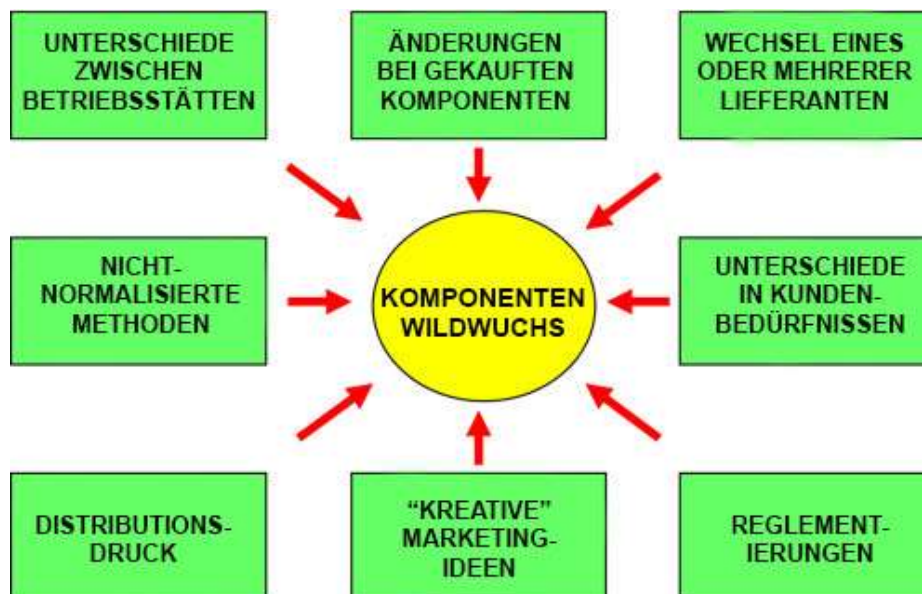 UNTERSCHIEDE
ZWISCHEN
BETRIEBSSTÄTTEN
ÄNDERUNGEN
BEI GEKAUFTEN
KOMPONENTEN
WECHSEL EINES
ODER MEHRERER
LIEFERANTEN
NICHT-
NORMALISIERTE
METHODEN
KOMPONENTEN
WILDWUCHS
UNTERSCHIEDE
IN KUNDEN-
BEDÜRFNISSEN
DISTRIBUTIONS-
DRUCK
“KREATIVE”
MARKETING-
IDEEN
REGLEMENT-
IERUNGEN